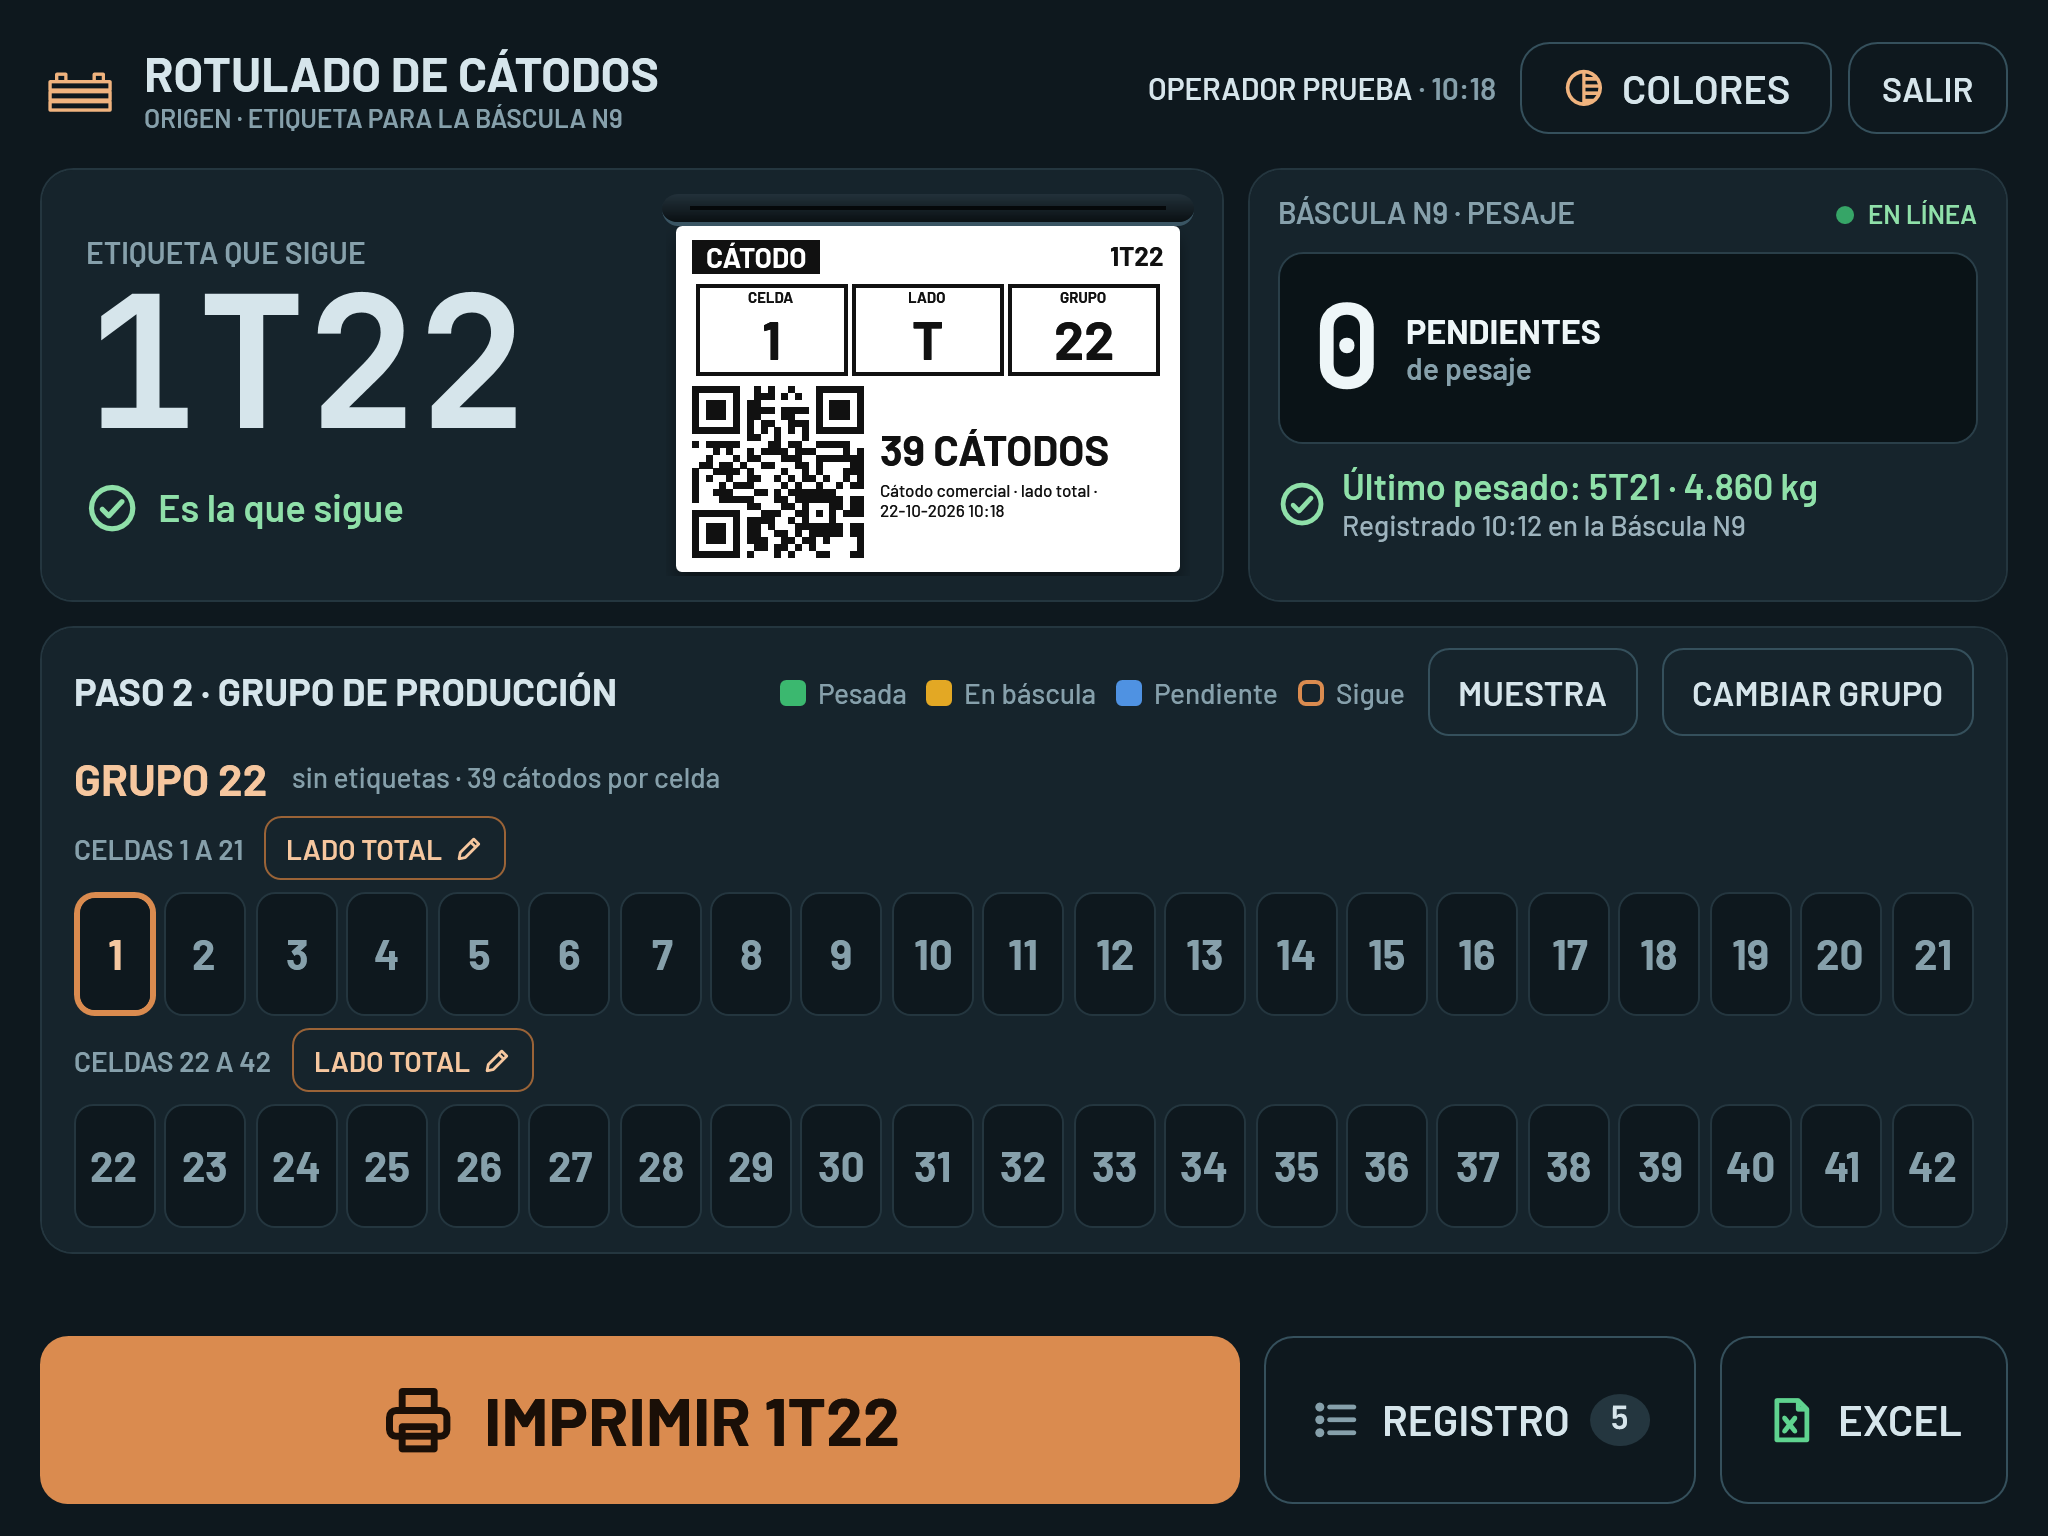 ROTULADO DE CÁTODOS
ORIGEN · ETIQUETA PARA LA BÁSCULA N9
OPERADOR PRUEBA · 10:18
COLORES
SALIR
ETIQUETA QUE SIGUE
1T22
Es la que sigue
CÁTODO
1T22
CELDA
1
LADO
T
GRUPO
22
39 CÁTODOS
Cátodo comercial · lado total ·
22-10-2026 10:18
BÁSCULA N9 · PESAJE
EN LÍNEA
0
PENDIENTES
de pesaje
Último pesado: 5T21 · 4.860 kg
Registrado 10:12 en la Báscula N9
PASO 2 · GRUPO DE PRODUCCIÓN
Pesada
En báscula
Pendiente
Sigue
MUESTRA
CAMBIAR GRUPO
GRUPO 22
sin etiquetas · 39 cátodos por celda
CELDAS 1 A 21
LADO TOTAL
1 2 3 4 5 6 7 8 9 10 11 12 13 14 15 16 17 18 19 20 21
CELDAS 22 A 42
LADO TOTAL
22 23 24 25 26 27 28 29 30 31 32 33 34 35 36 37 38 39 40 41 42
IMPRIMIR 1T22
REGISTRO 5
EXCEL